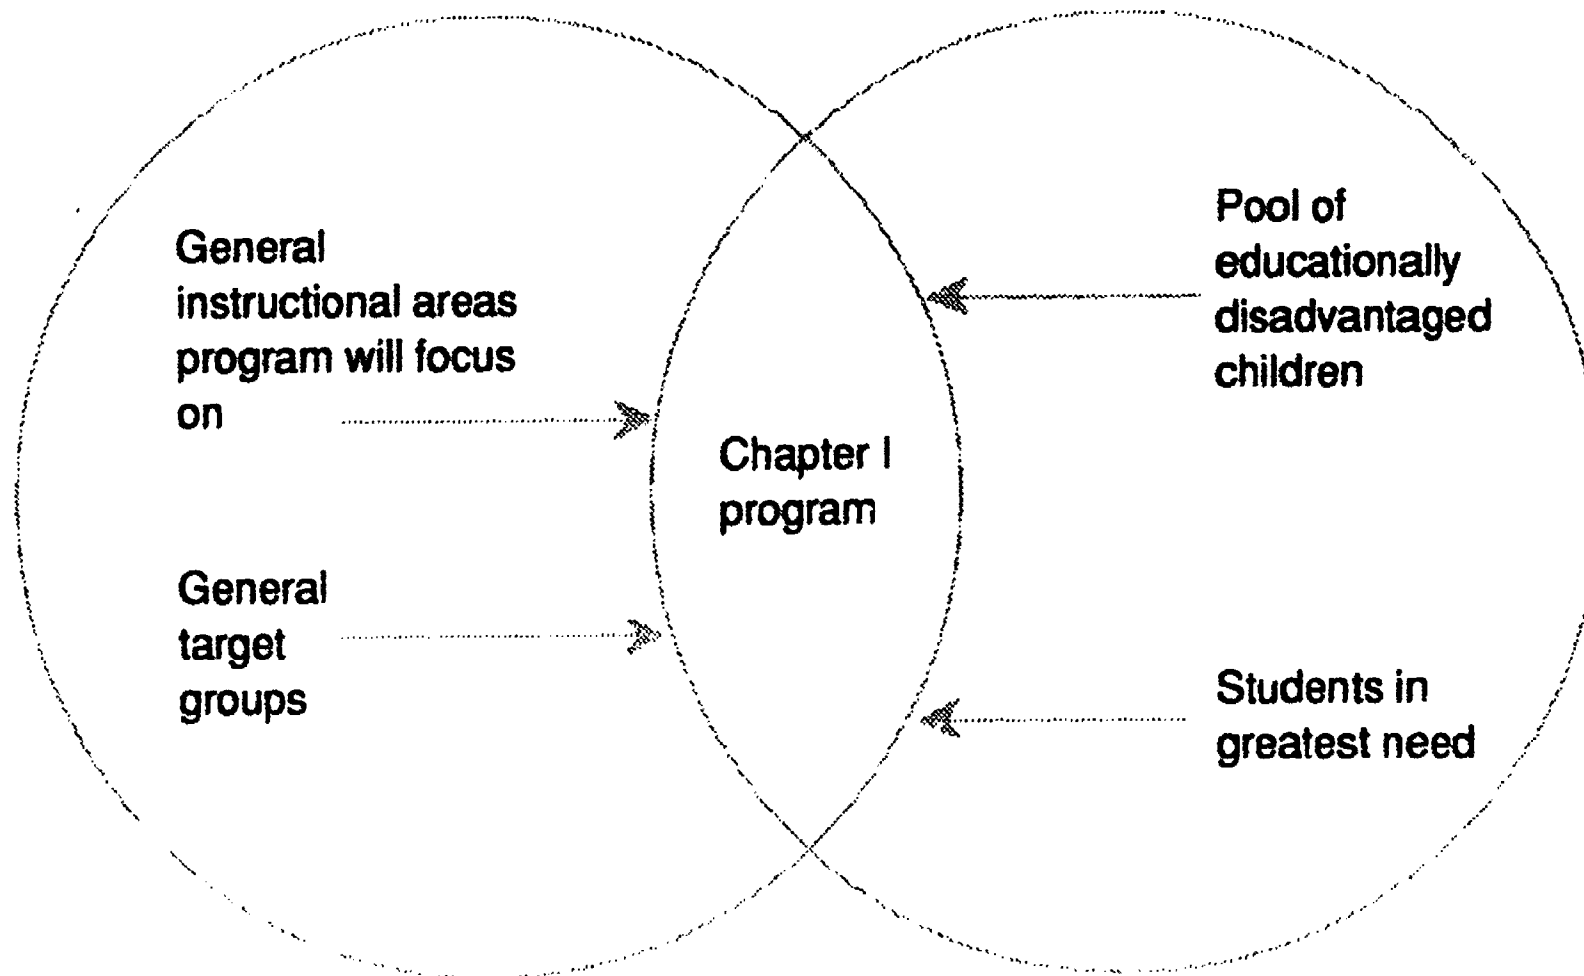 General
instructional areas
program will focus
on
General
target
groups
Chapter I
program
Pool of
educationally
disadvantaged
children
Students in
greatest need